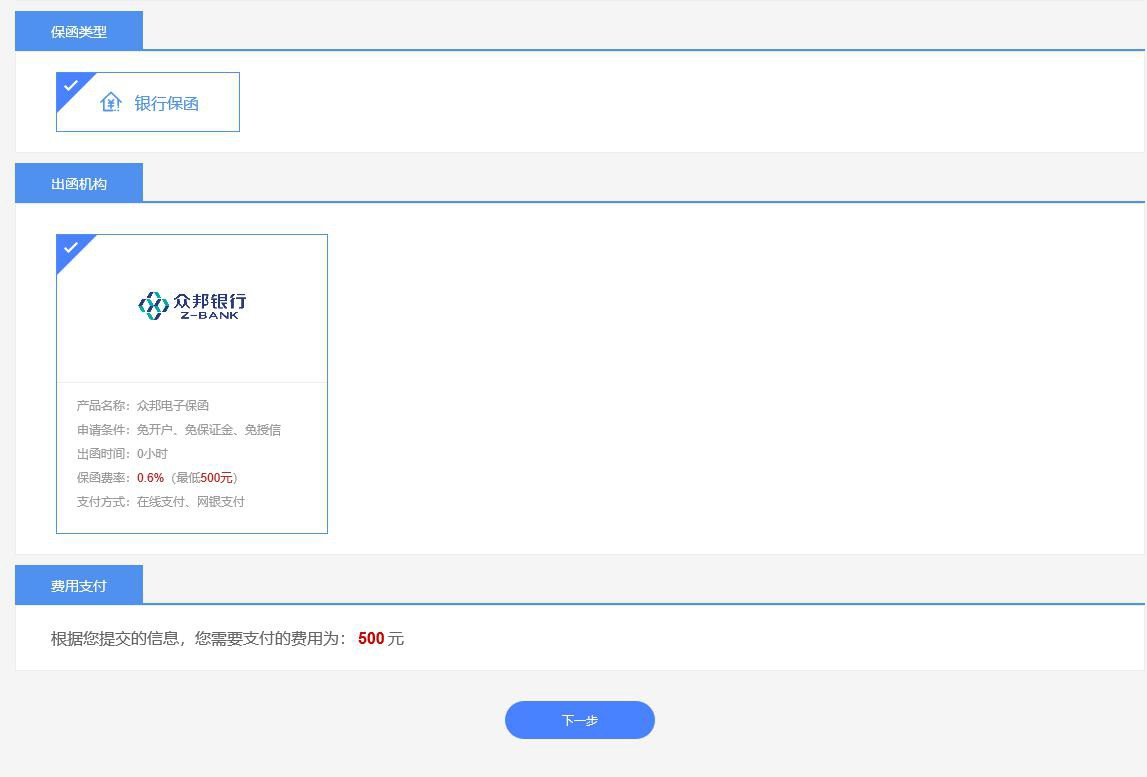 保函类型
银行保函
出函机构
众邦银行
Z-BANK
产品名称：众邦电子保函
申请条件：免开户、免保证金、免授信
出函时间：0小时
保函费率：0.6%（最低500元）
支付方式：在线支付、网银支付
费用支付
根据您提交的信息，您需要支付的费用为： 500 元
下一步